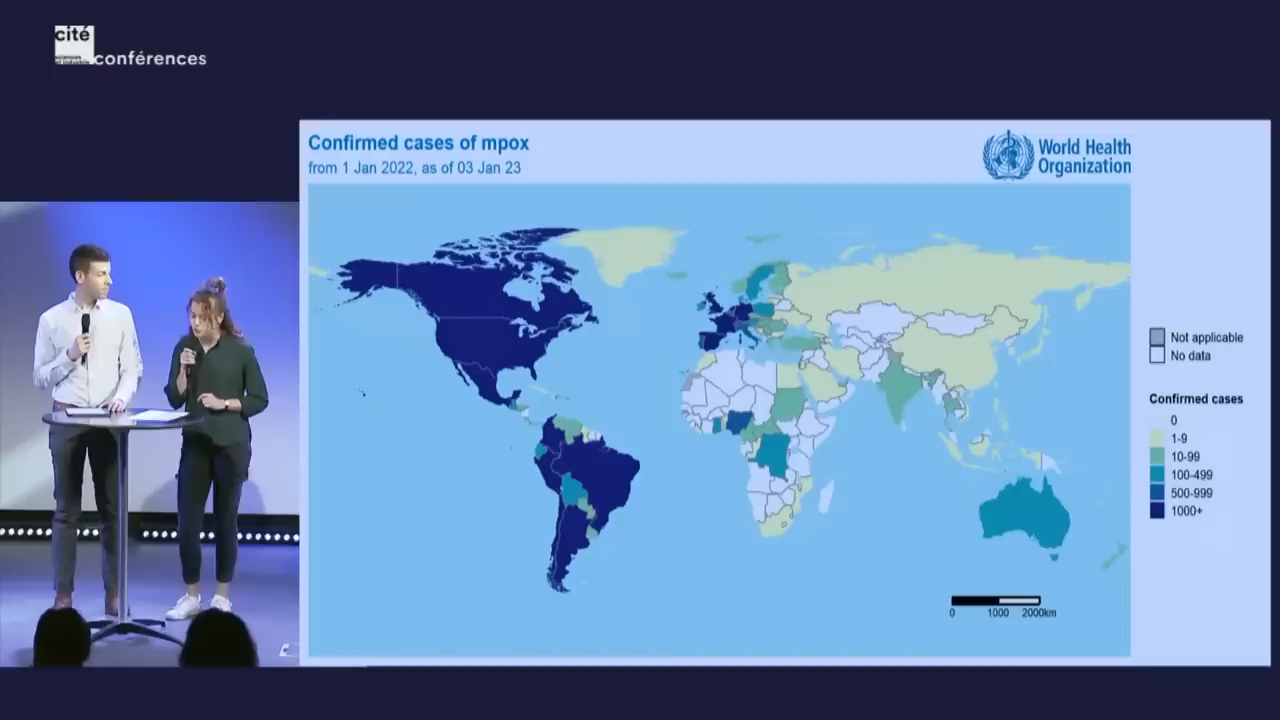 cité
conférences
Confirmed cases of mpox
from 1 Jan 2022, as of 03 Jan 23
World Health
Organization
Not applicable
No data
Confirmed cases
0
1-9
10-99
100-499
500-999
1000+
0 1000 2000km